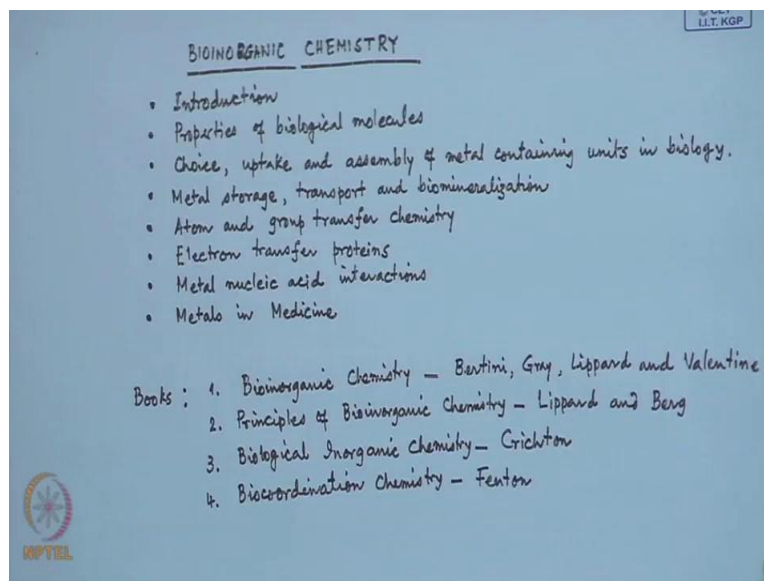 © CET
I.I.T. KGP
BIOINORGANIC CHEMISTRY
• Introduction
• Properties of biological molecules
• Choice, uptake and assembly of metal containing units in biology.
• Metal storage, transport and biomineralization
• Atom and group transfer chemistry
• Electron transfer proteins
• Metal nucleic acid interactions
• Metals in Medicine
Books : 1. Bioinorganic Chemistry – Bertini, Gray, Lippard and Valentine
2. Principles of Bioinorganic Chemistry – Lippard and Berg
3. Biological Inorganic Chemistry – Crichton
4. Biocoordination Chemistry – Fenton
NPTEL